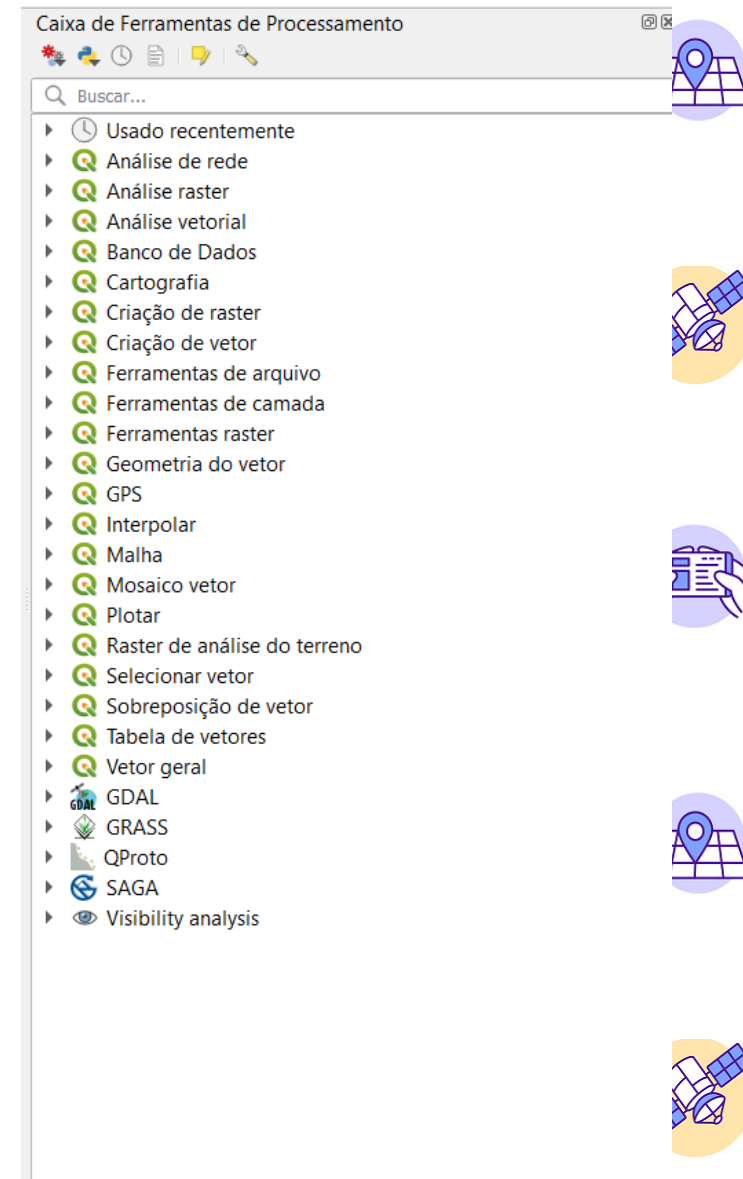 Caixa de Ferramentas de Processamento
Buscar...
Usado recentemente
Análise de rede
Análise raster
Análise vetorial
Banco de Dados
Cartografia
Criação de raster
Criação de vetor
Ferramentas de arquivo
Ferramentas de camada
Ferramentas raster
Geometria do vetor
GPS
Interpolar
Malha
Mosaico vetor
Plotar
Raster de análise do terreno
Selecionar vetor
Sobreposição de vetor
Tabela de vetores
Vetor geral
GDAL GDAL
GRASS
QProto
SAGA
Visibility analysis